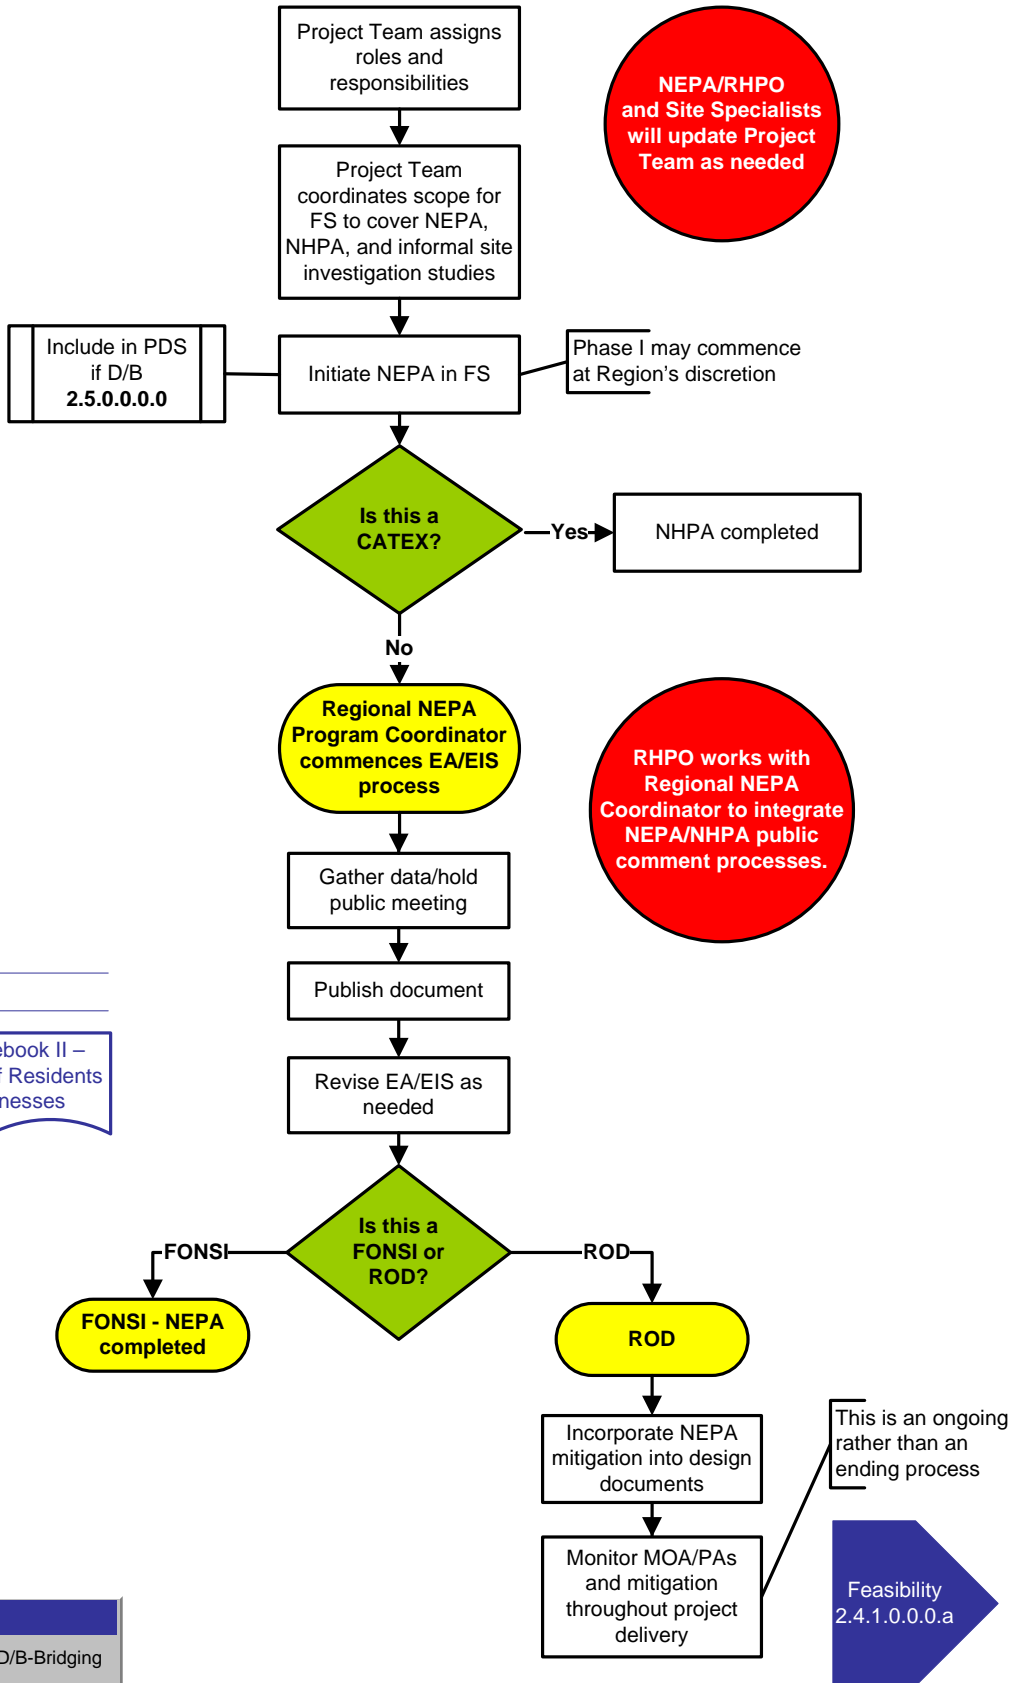 Project Team assigns
roles and
responsibilities
NEPA/RHPO
and Site Specialists
will update Project
Team as needed
Project Team
coordinates scope for
FS to cover NEPA,
NHPA, and informal site
investigation studies
Include in PDS
if D/B
2.5.0.0.0.0
Initiate NEPA in FS
Phase I may commence
at Region's discretion
Is this a
CATEX?
Yes
NHPA completed
No
Regional NEPA
Program Coordinator
commences EA/EIS
process
RHPO works with
Regional NEPA
Coordinator to integrate
NEPA/NHPA public
comment processes.
Gather data/hold
public meeting
Publish document
II –
Residents
Revise EA/EIS as
needed
Is this a
FONSI or
ROD?
FONSI
ROD
FONSI - NEPA
completed
ROD
Incorporate NEPA
mitigation into design
documents
This is an ongoing
rather than an
ending process
Monitor MOA/PAs
and mitigation
throughout project
delivery
Feasibility
2.4.1.0.0.0.a
D/B-Bridging